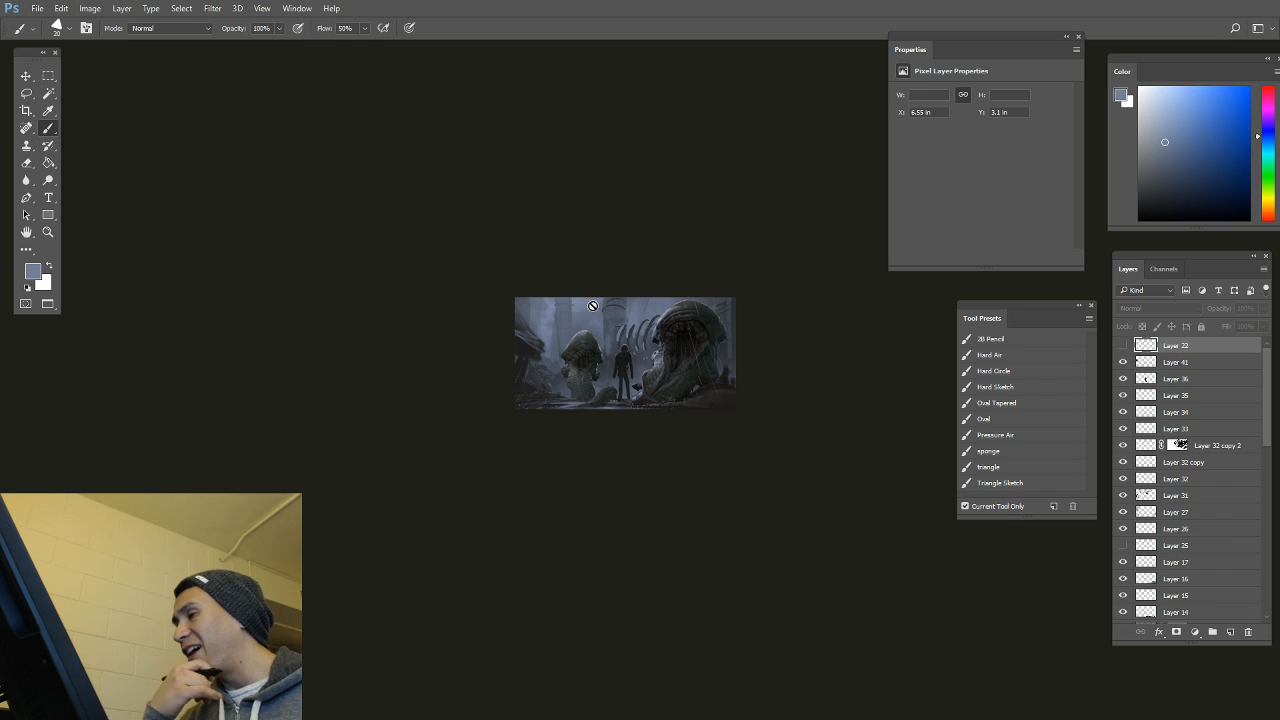 Ps File Edit Image Layer Type Select Filter 3D View Window Help
20 Mode: Normal Opacity: 100% Flow: 50%
Properties
Pixel Layer Properties
W: H:
X: 6.55 in Y: 3.1 in
Color
Tool Presets
2B Pencil
Hard Air
Hard Circle
Hard Sketch
Oval Tapered
Oval
Pressure Air
sponge
triangle
Triangle Sketch
Current Tool Only
Layers Channels
Kind
Normal Opacity: 100%
Lock: Fill: 100%
Layer 22
Layer 41
Layer 36
Layer 35
Layer 34
Layer 33
Layer 32 copy 2
Layer 32 copy
Layer 32
Layer 31
Layer 27
Layer 26
Layer 25
Layer 17
Layer 16
Layer 15
Layer 14
fx